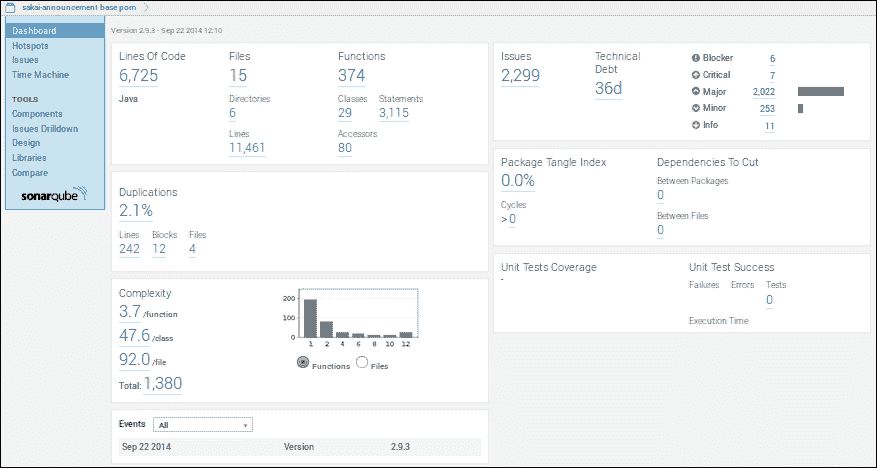 sakai-announcement base pom
Dashboard
Hotspots
Issues
Time Machine
TOOLS
Components
Issues Drilldown
Design
Libraries
Compare
sonarqube
Version 2.9.3 - Sep 22 2014 12:10
Lines Of Code
6,725
Java
Files
15
Directories
6
Lines
11,461
Functions
374
Classes Statements
29 3,115
Accessors
80
Duplications
2.1%
Lines Blocks Files
242 12 4
Complexity
3.7 /function
47.6 /class
92.0 /file
Total: 1,380
200
100
0
1 2 4 6 8 10 12
Functions Files
Events All
Sep 22 2014 Version 2.9.3
Issues
2,299
Technical
Debt
36d
Blocker 6
Critical 7
Major 2,022
Minor 253
Info 11
Package Tangle Index
0.0%
Cycles
> 0
Dependencies To Cut
Between Packages
0
Between Files
0
Unit Tests Coverage
-
Unit Test Success
Failures Errors Tests
0
Execution Time